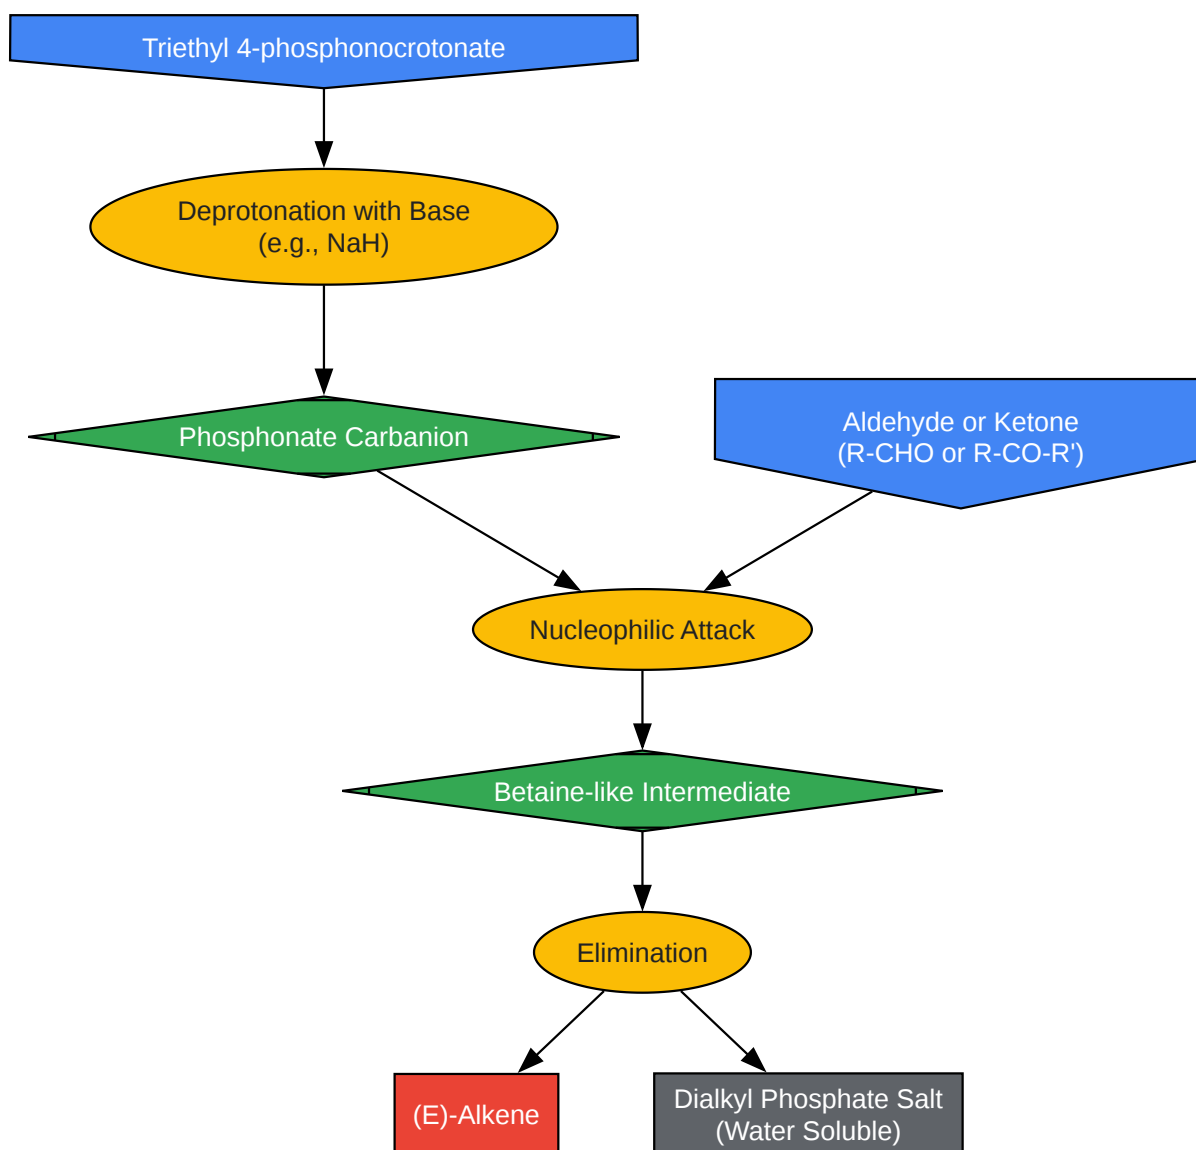 Triethyl 4-phosphonocrotonate
Deprotonation with Base
(e.g., NaH)
Phosphonate Carbanion
Aldehyde or Ketone
(R-CHO or R-CO-R')
Nucleophilic Attack
Betaine-like Intermediate
Elimination
(E)-Alkene
Dialkyl Phosphate Salt
(Water Soluble)